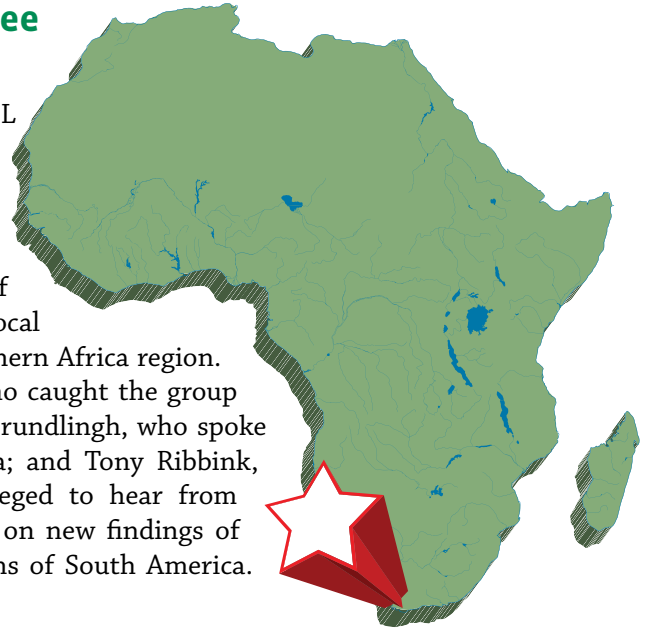 ee
L
f
ocal
hern Africa region.
o caught the group
rundlingh, who spoke
a; and Tony Ribbink,
eged to hear from
on new findings of
ns of South America.